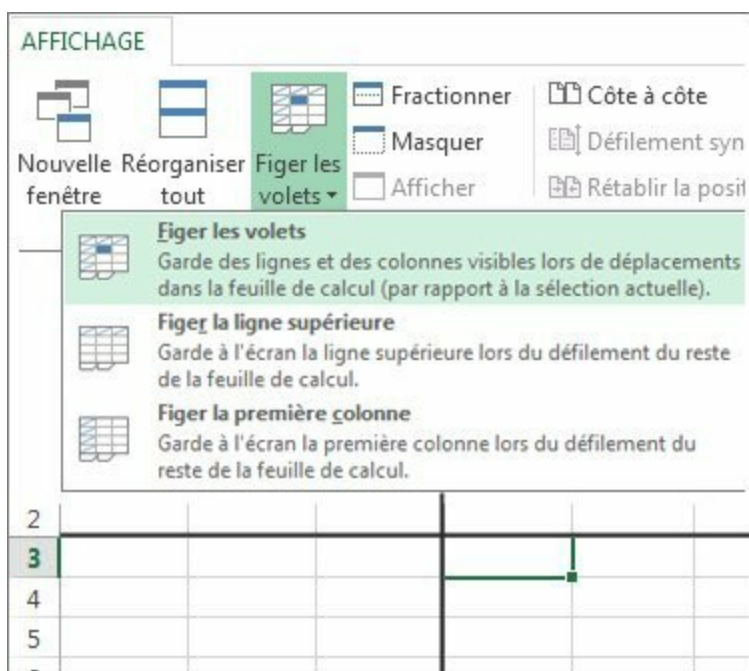 AFFICHAGE
Nouvelle fenêtre
Réorganiser tout
Figer les volets
Fractionner
Masquer
Afficher
Côte à côte
Défilement syn
Rétablir la posit
Figer les volets
Garde des lignes et des colonnes visibles lors de déplacements
dans la feuille de calcul (par rapport à la sélection actuelle).
Figer la ligne supérieure
Garde à l'écran la ligne supérieure lors du défilement du reste
de la feuille de calcul.
Figer la première colonne
Garde à l'écran la première colonne lors du défilement du
reste de la feuille de calcul.
2
3
4
5